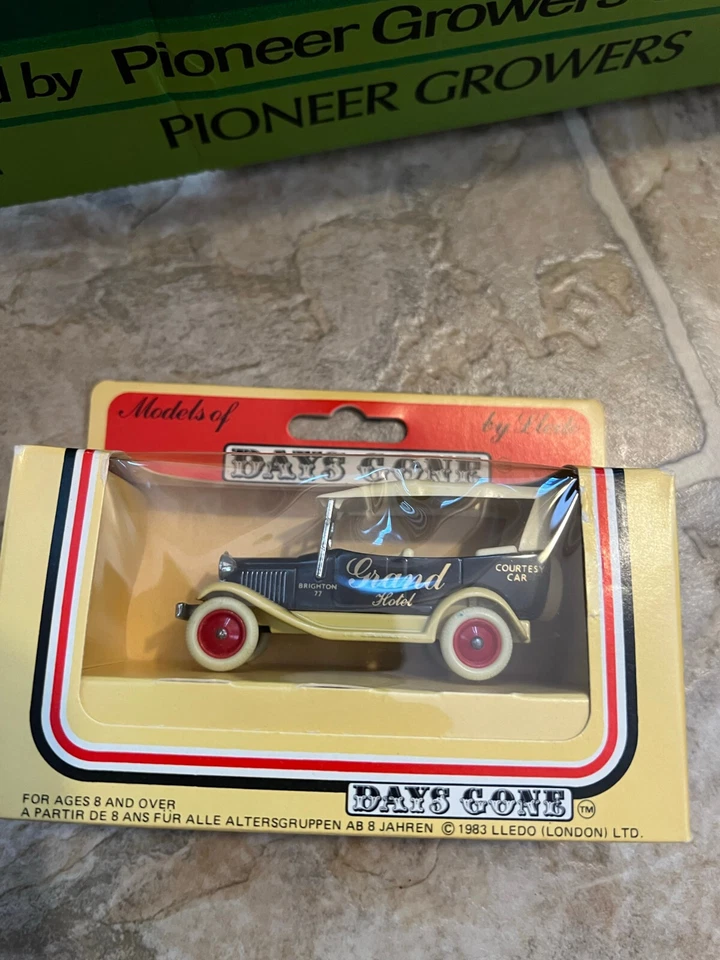 by Pioneer Growers
PIONEER GROWERS
Models of
by Lledo
DAYS GONE
BRIGHTON
77
Grand
Hotel
COURTESY
CAR
DAYS GONE ™
FOR AGES 8 AND OVER
A PARTIR DE 8 ANS FÜR ALLE ALTERSGRUPPEN AB 8 JAHREN © 1983 LLEDO (LONDON) LTD.